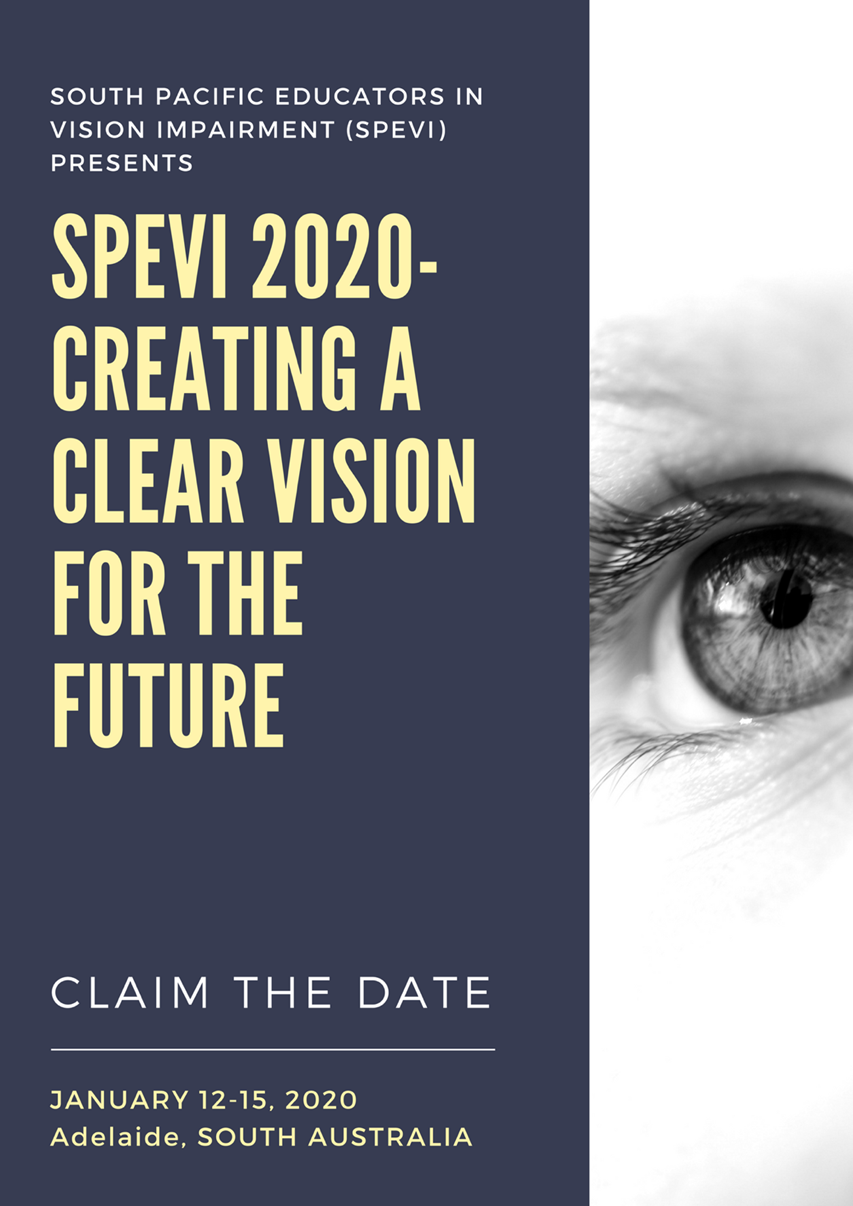 SOUTH PACIFIC EDUCATORS IN
VISION IMPAIRMENT (SPEVI)
PRESENTS
SPEVI 2020-
CREATING A
CLEAR VISION
FOR THE
FUTURE
CLAIM THE DATE
JANUARY 12-15, 2020
Adelaide, SOUTH AUSTRALIA